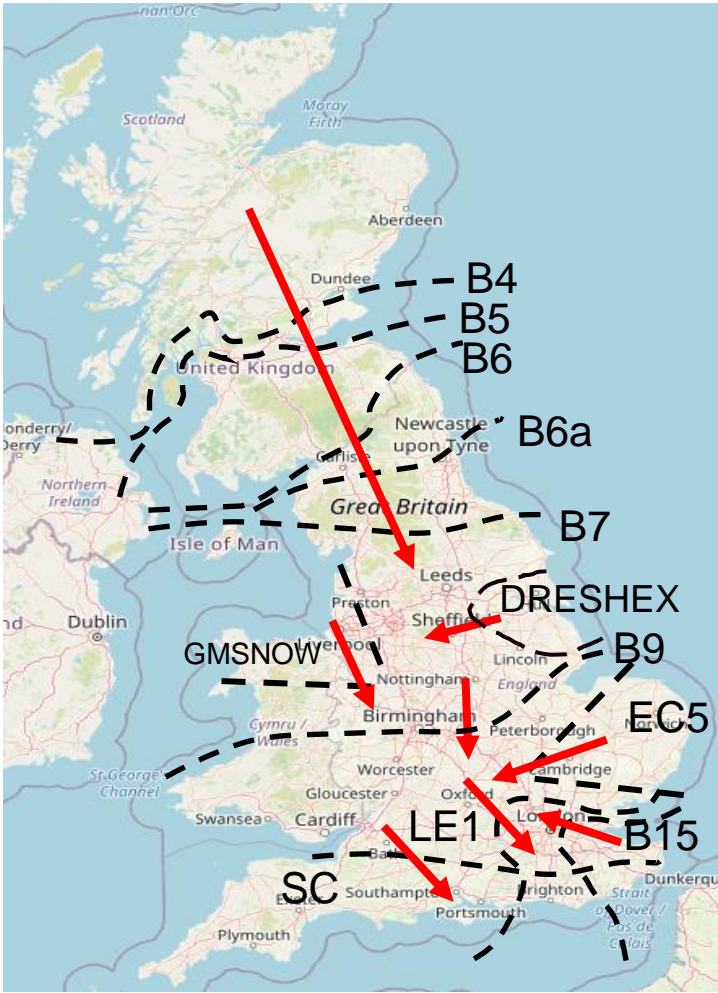 nan Orc
Scotland
Moray
Firth
Aberdeen
Dundee
B4
B5
United Kingdom
B6
onderry/
Derry
Newcastle
upon Tyne
B6a
Carlisle
Northern
Ireland
Great Britain
B7
Isle of Man
Leeds
Preston
DRESHEX
Sheffield
nd
Dublin
Liverpool
GMSNOW
Lincoln
B9
Nottingham
England
Cymru /
Wales
Birmingham
Peterborough
Norwich
EC5
St George's
Channel
Worcester
Cambridge
Gloucester
Oxford
Swansea
Cardiff
LE1
London
B15
Bath
SC
Exeter
Southampton
Brighton
Portsmouth
Strait
of Dover /
Pas de
Calais
Dunkerqu
Plymouth